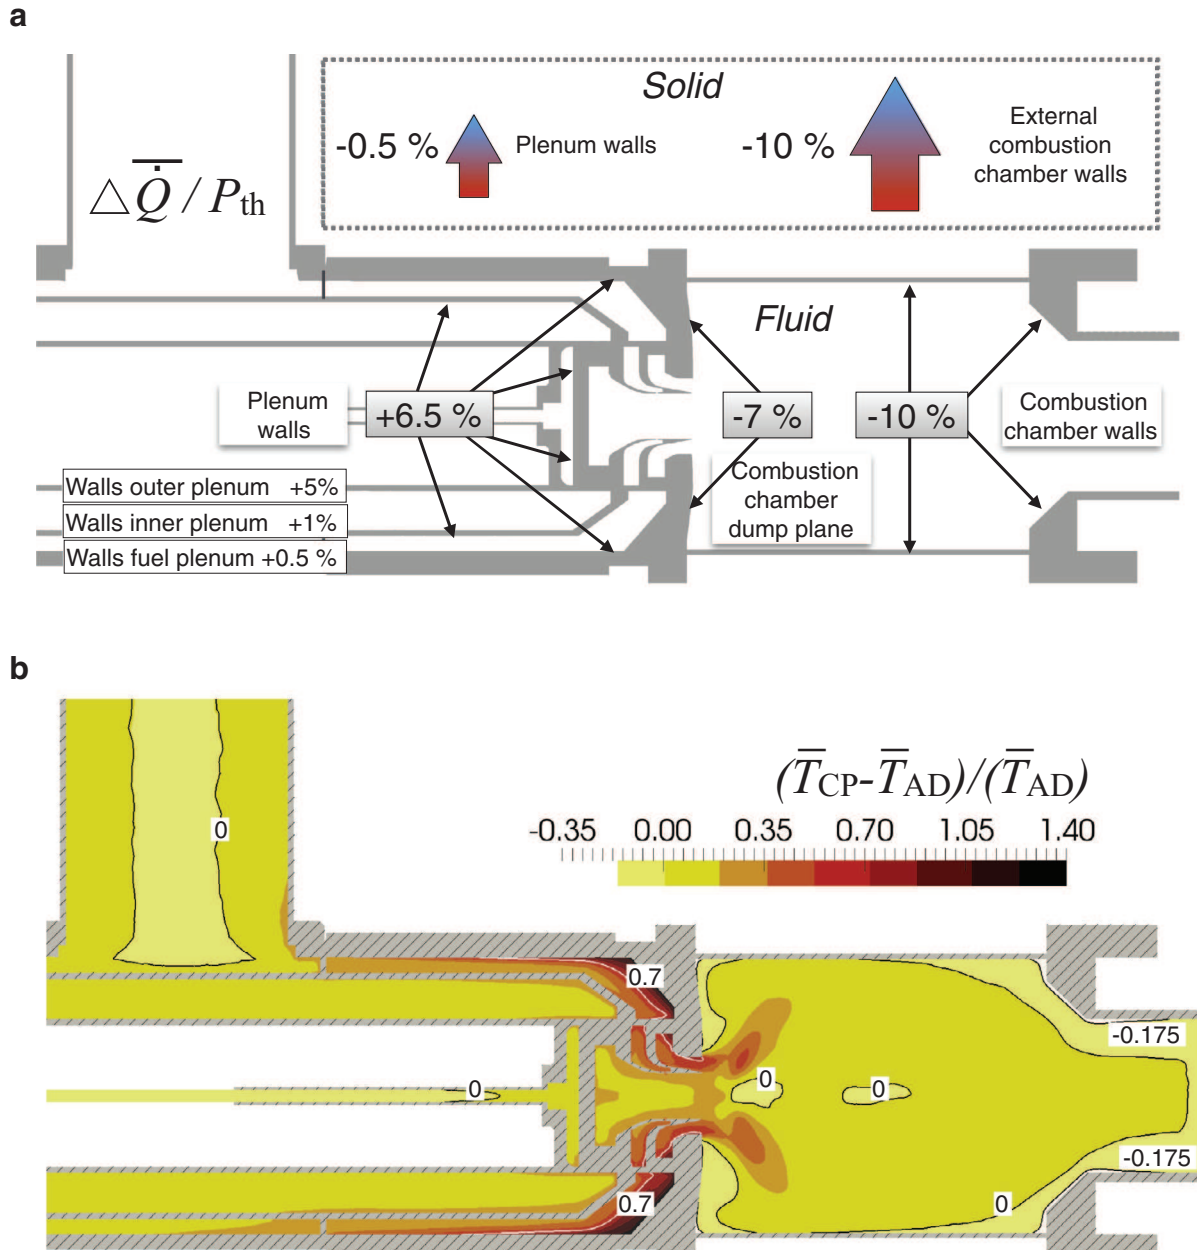 a
Solid
-0.5 %
Plenum walls
-10 %
External
combustion
chamber walls
△Q̇̅ / Pth
Fluid
Plenum
walls
+6.5 %
-7 %
-10 %
Combustion
chamber walls
Combustion
chamber
dump plane
Walls outer plenum +5%
Walls inner plenum +1%
Walls fuel plenum +0.5 %
b
(T̅CP-T̅AD)/(T̅AD)
-0.35 0.00 0.35 0.70 1.05 1.40
0
0.7
-0.175
0
0
0
-0.175
0.7
0